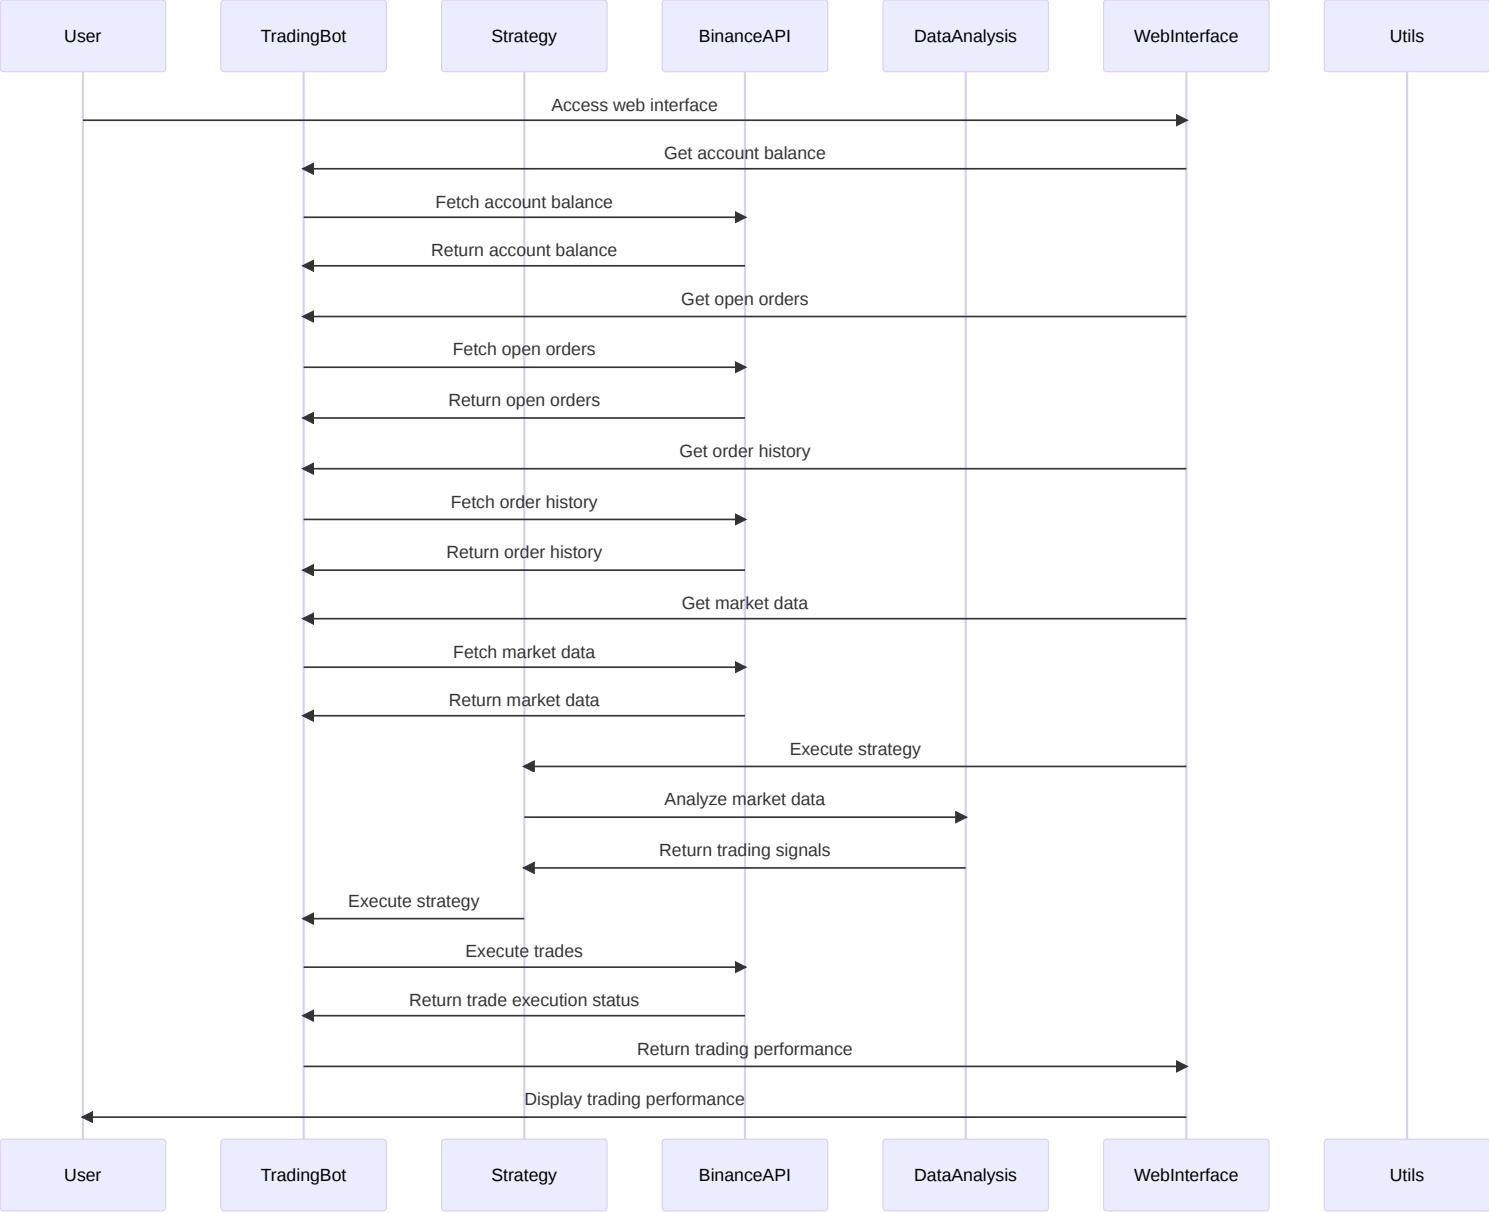 User
TradingBot
Strategy
BinanceAPI
DataAnalysis
WebInterface
Utils
Access web interface
Get account balance
Fetch account balance
Return account balance
Get open orders
Fetch open orders
Return open orders
Get order history
Fetch order history
Return order history
Get market data
Fetch market data
Return market data
Execute strategy
Analyze market data
Return trading signals
Execute strategy
Execute trades
Return trade execution status
Return trading performance
Display trading performance
User
TradingBot
Strategy
BinanceAPI
DataAnalysis
WebInterface
Utils